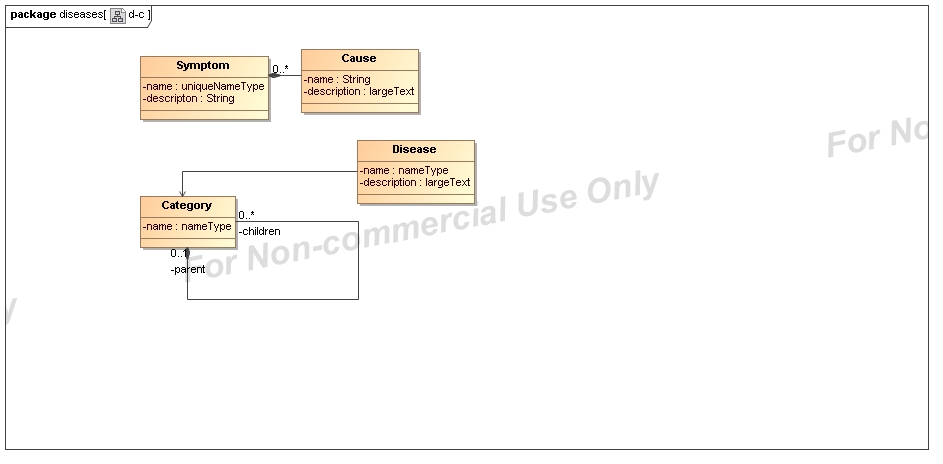 package diseases[ d-c ]
Symptom
-name : uniqueNameType
-descripton : String
0..*
Cause
-name : String
-description : largeText
Disease
-name : nameType
-description : largeText
Category
-name : nameType
0..*
-children
0..1
-parent
For Non-commercial Use Only
For No
y